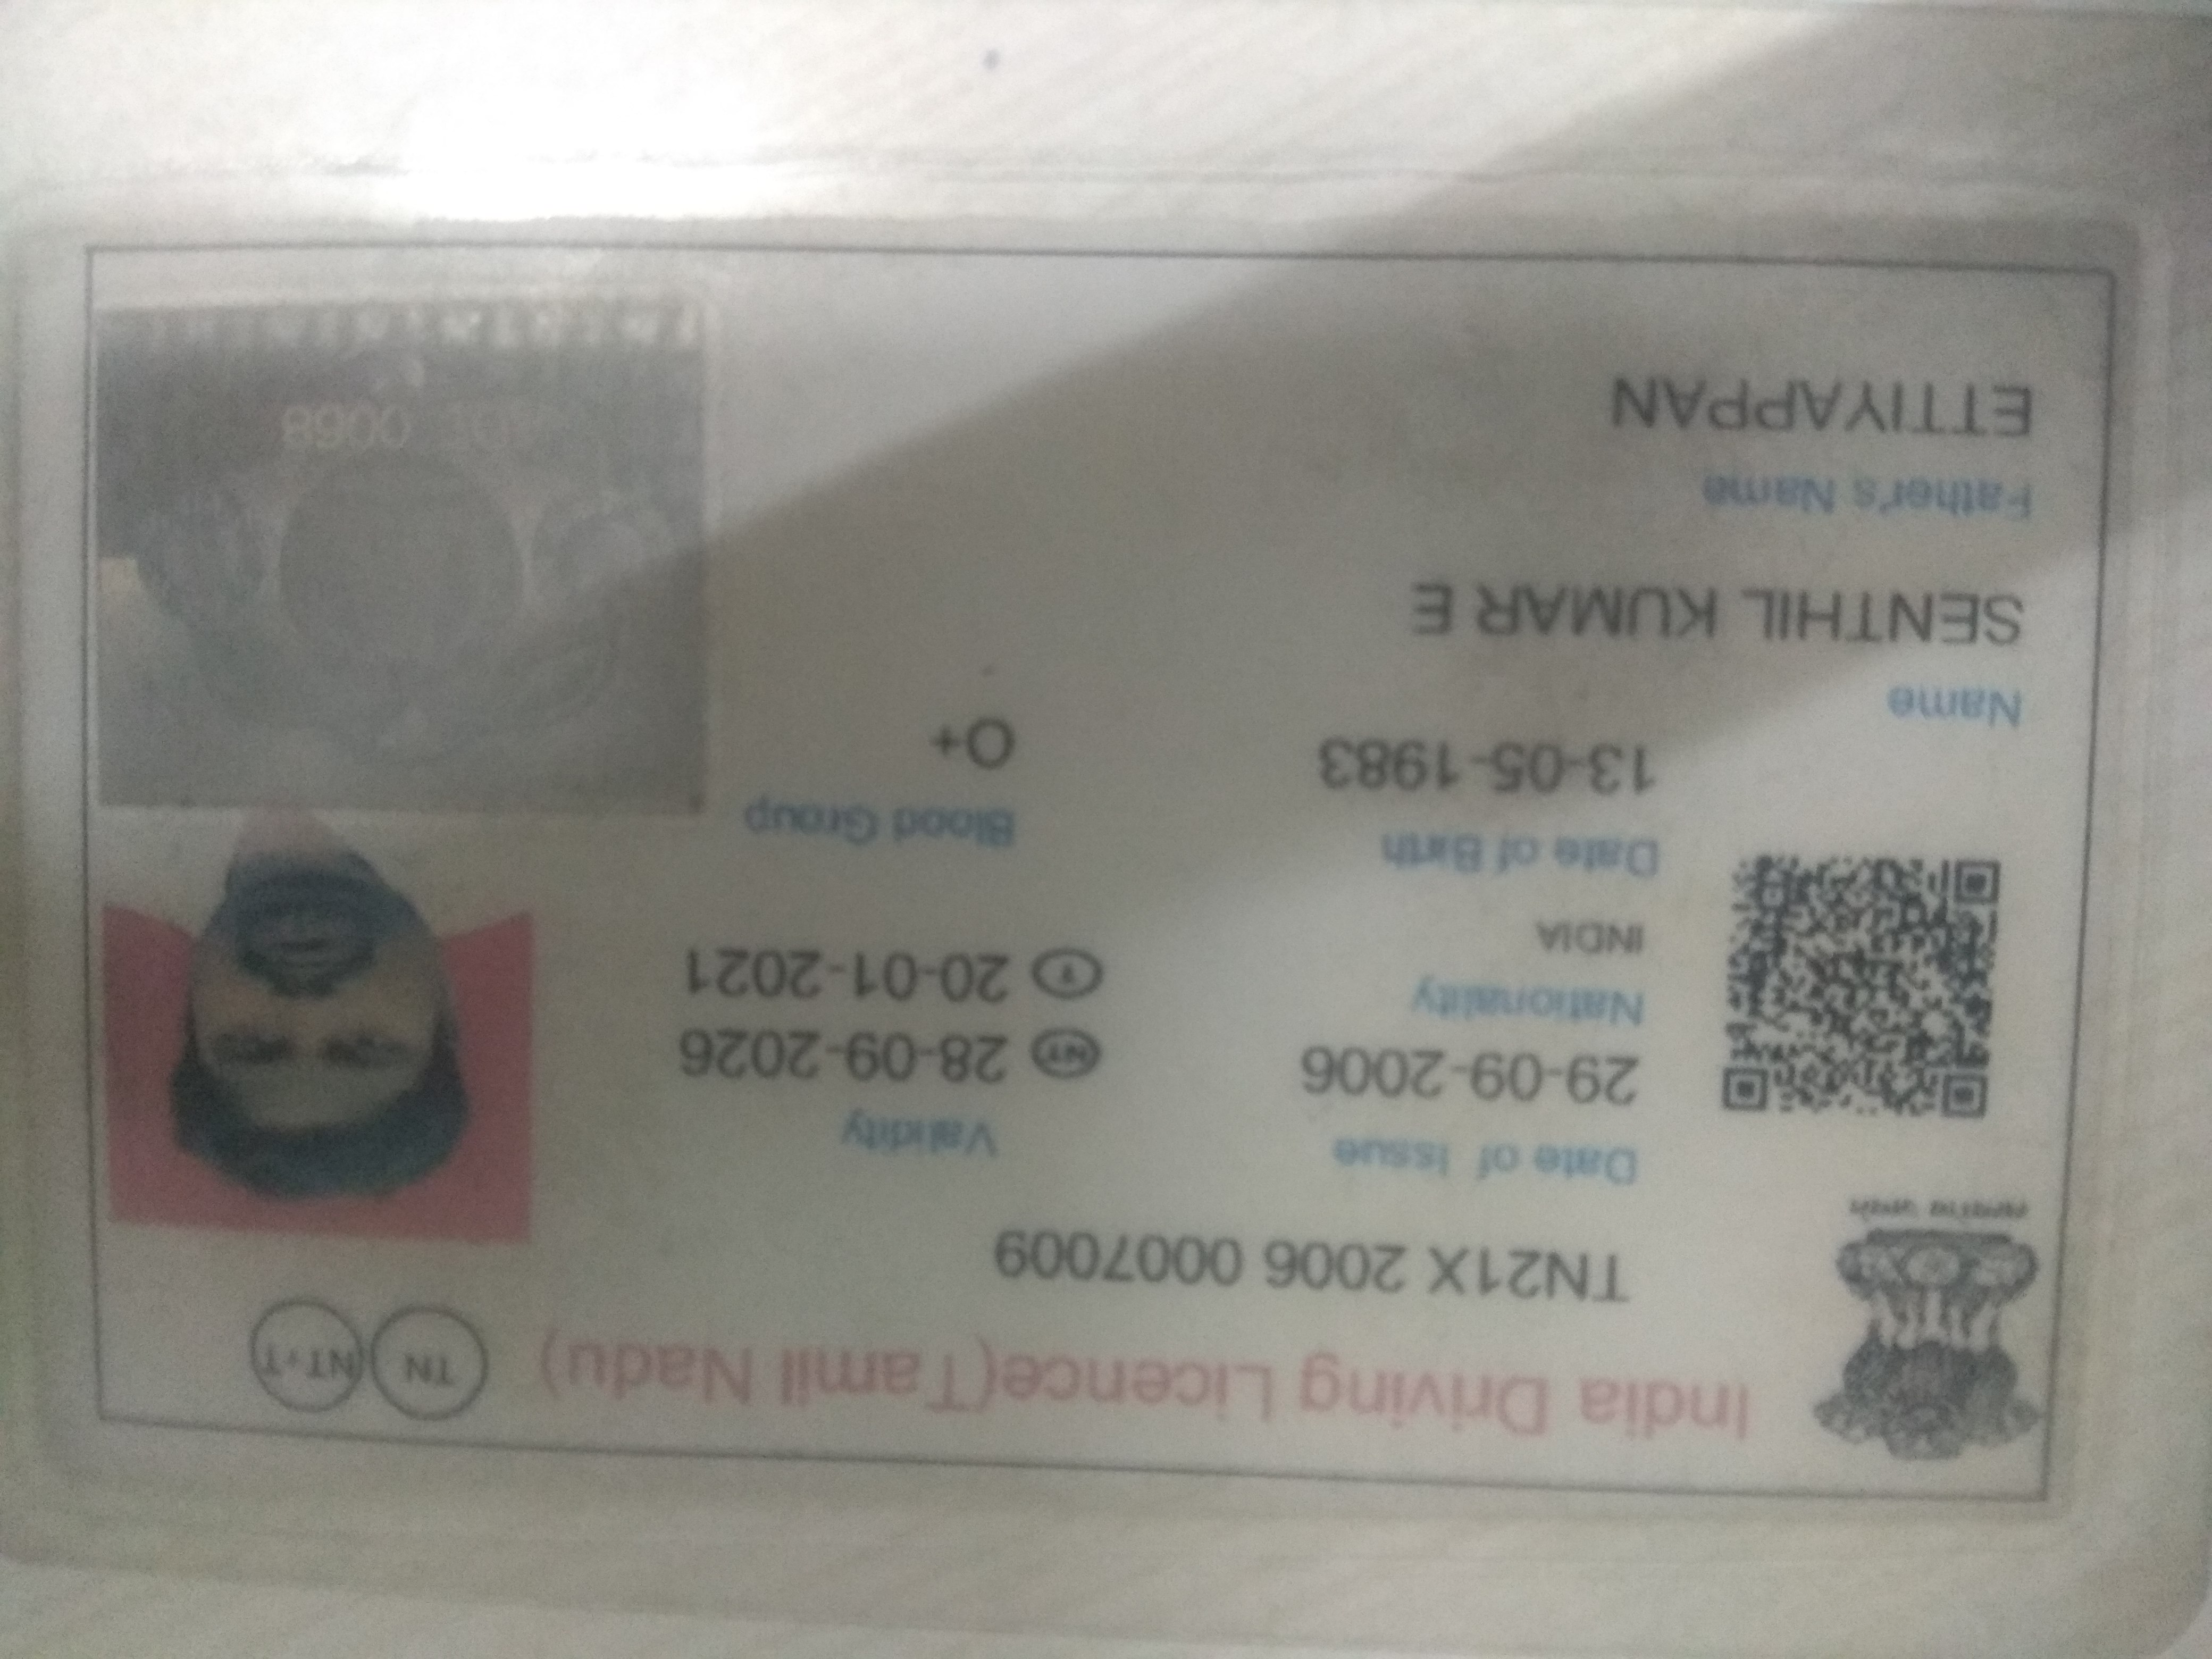 India Driving Licence(Tamil Nadu)
TN
NT+T
TN21X 2006 0007009
Date of Issue
Validity
29-09-2006
NT 28-09-2026
Nationality
T 20-01-2021
INDIA
Date of Birth
Blood Group
13-05-1983
O+
Name
SENTHIL KUMAR E
Father's Name
ETTIYAPPAN